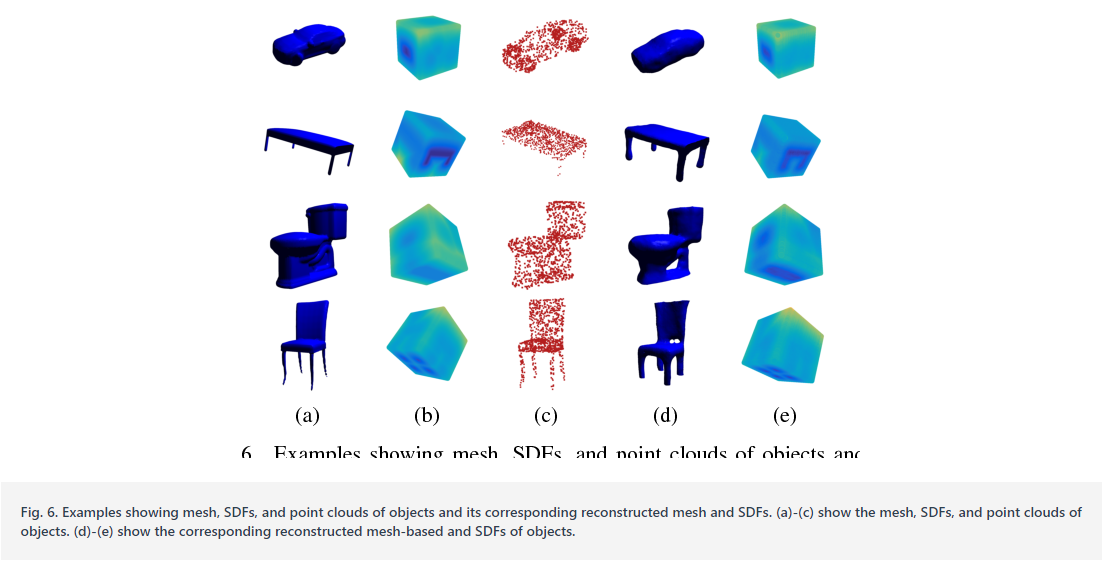 (a) (b) (c) (d) (e)
6. Examples showing mesh, SDFs, and point clouds of objects and
Fig. 6. Examples showing mesh, SDFs, and point clouds of objects and its corresponding reconstructed mesh and SDFs. (a)-(c) show the mesh, SDFs, and point clouds of
objects. (d)-(e) show the corresponding reconstructed mesh-based and SDFs of objects.